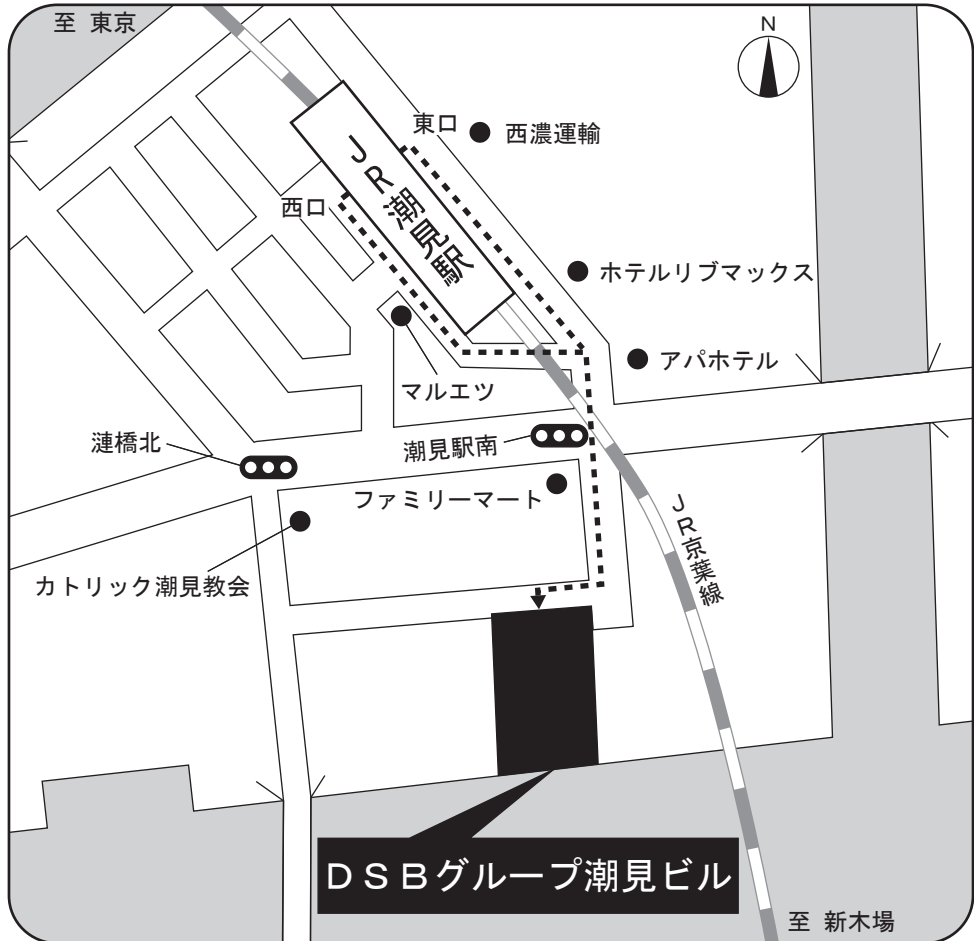 至 東京
N
東口
西濃運輸
JR潮見駅
西口
ホテルリブマックス
アパホテル
マルエツ
漣橋北
潮見駅南
ファミリーマート
JR京葉線
カトリック潮見教会
DSBグループ潮見ビル
至 新木場